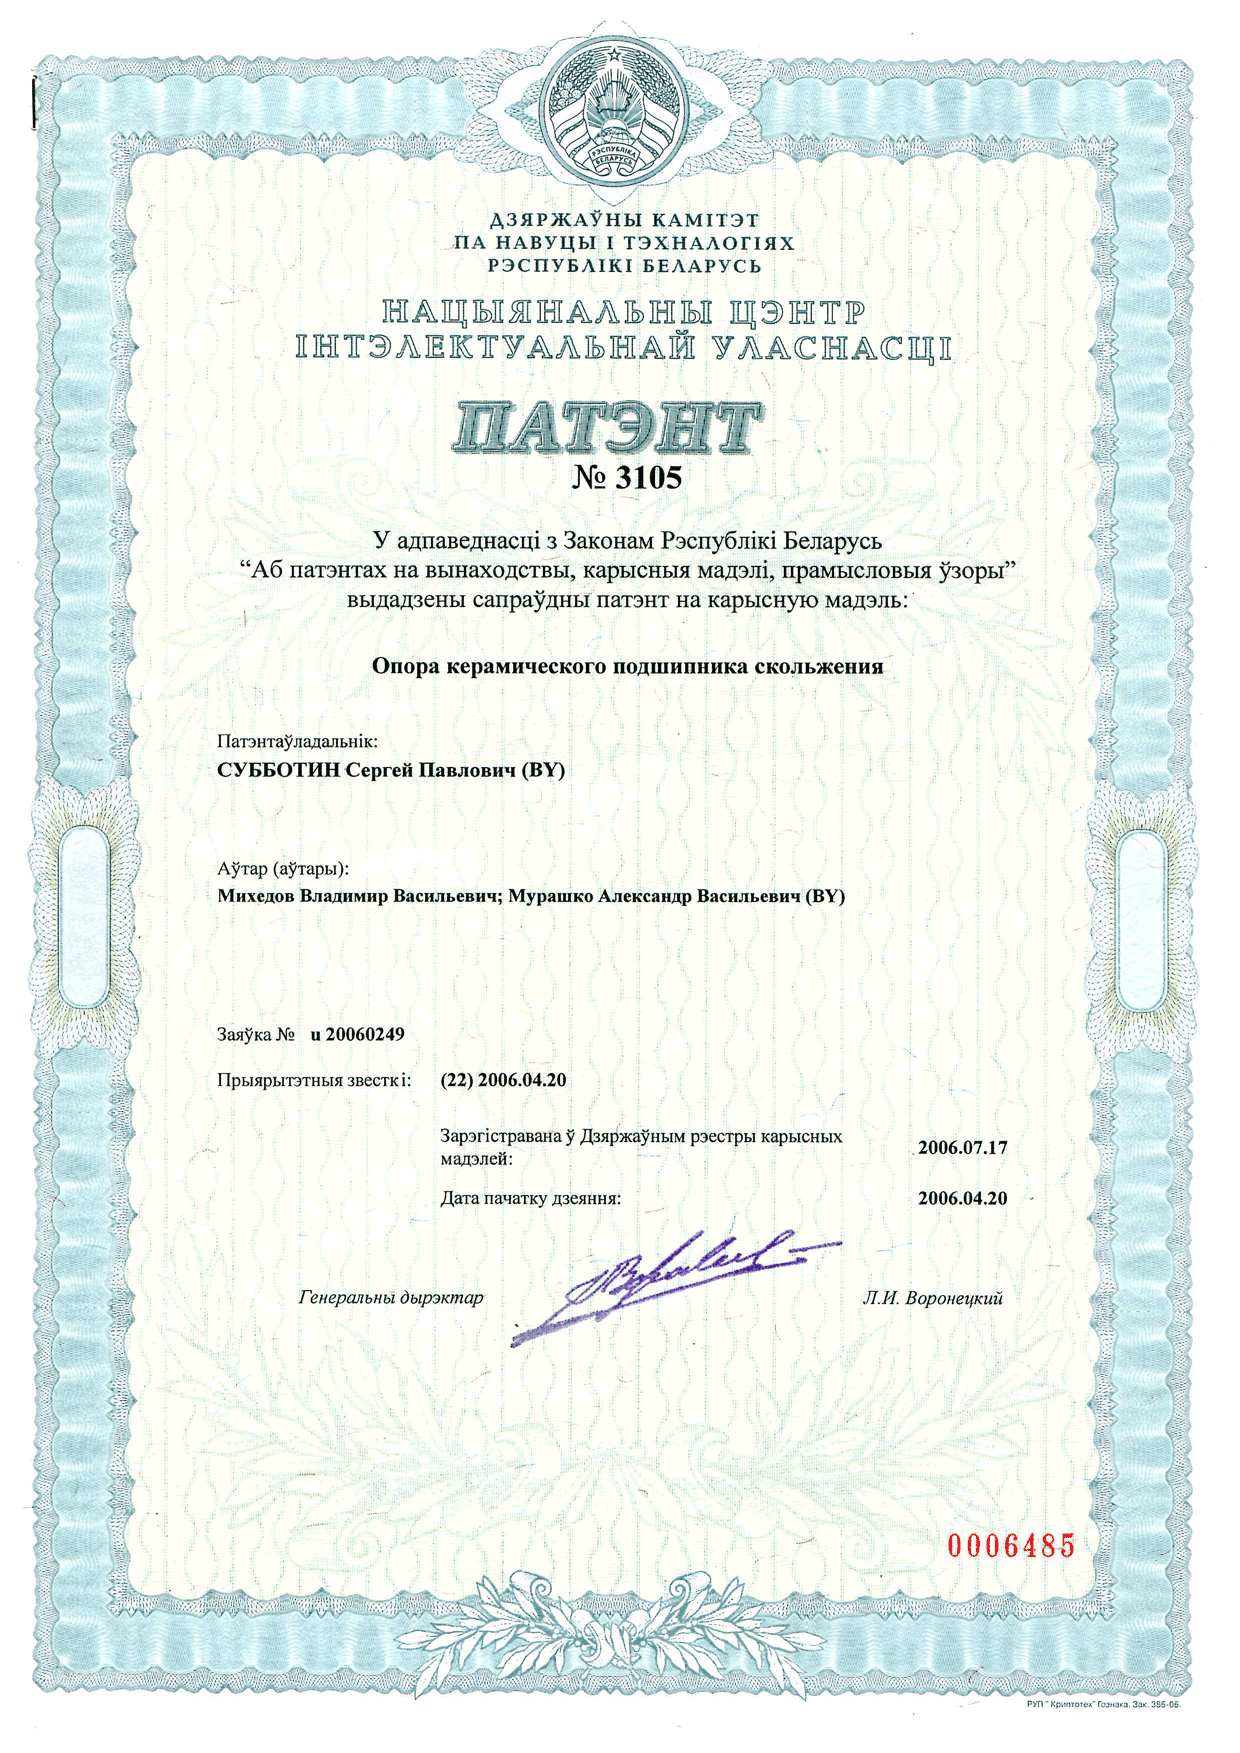 РЭСПУБЛІКА
БЕЛАРУСЬ
ДЗЯРЖАЎНЫ КАМІТЭТ
ПА НАВУЦЫ І ТЭХНАЛОГІЯХ
РЭСПУБЛІКІ БЕЛАРУСЬ
НАЦЫЯНАЛЬНЫ ЦЭНТР
ІНТЭЛЕКТУАЛЬНАЙ УЛАСНАСЦІ
ПАТЭНТ
№ 3105
У адпаведнасці з Законам Рэспублікі Беларусь
“Аб патэнтах на вынаходствы, карысныя мадэлі, прамысловыя ўзоры”
выдадзены сапраўдны патэнт на карысную мадэль:
Опора керамического подшипника скольжения
Патэнтаўладальнік:
СУББОТИН Сергей Павлович (BY)
Аўтар (аўтары):
Михедов Владимир Васильевич; Мурашко Александр Васильевич (BY)
Заяўка № u 20060249
Прыярытэтныя звесткі: (22) 2006.04.20
Зарэгістравана ў Дзяржаўным рэестры карысных
мадэлей: 2006.07.17
Дата пачатку дзеяння: 2006.04.20
Генеральны дырэктар Л.И. Воронецкий
0006485
РУП "Криптотех" Гознака. Зак. 386-06.